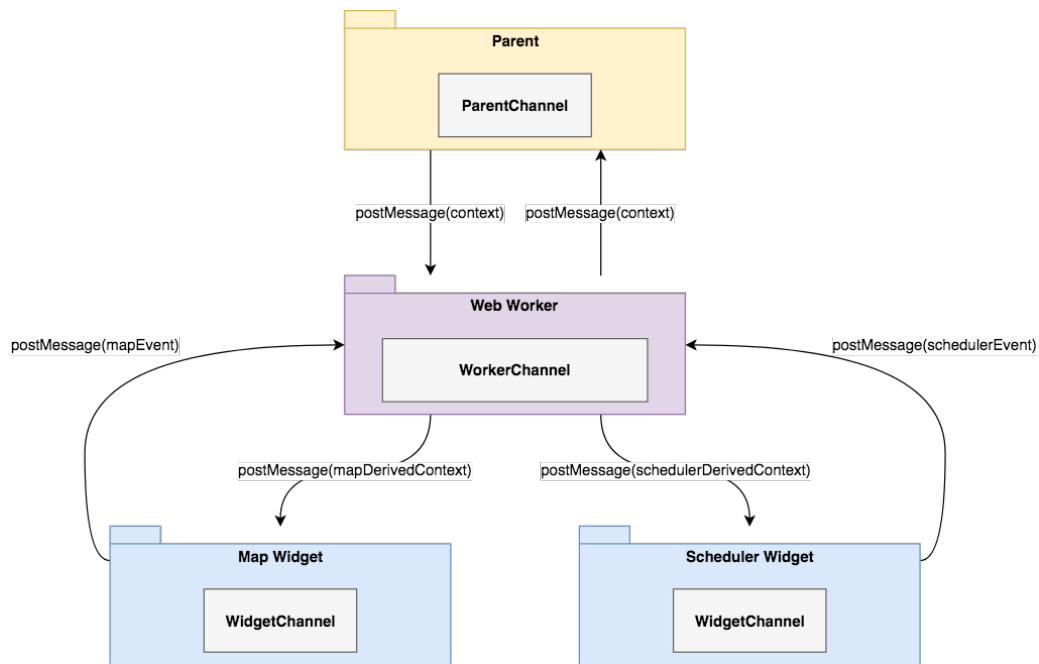 Parent
ParentChannel
postMessage(context)
postMessage(context)
Web Worker
postMessage(mapEvent)
postMessage(schedulerEvent)
WorkerChannel
postMessage(mapDerivedContext)
postMessage(schedulerDerivedContext)
Map Widget
Scheduler Widget
WidgetChannel
WidgetChannel